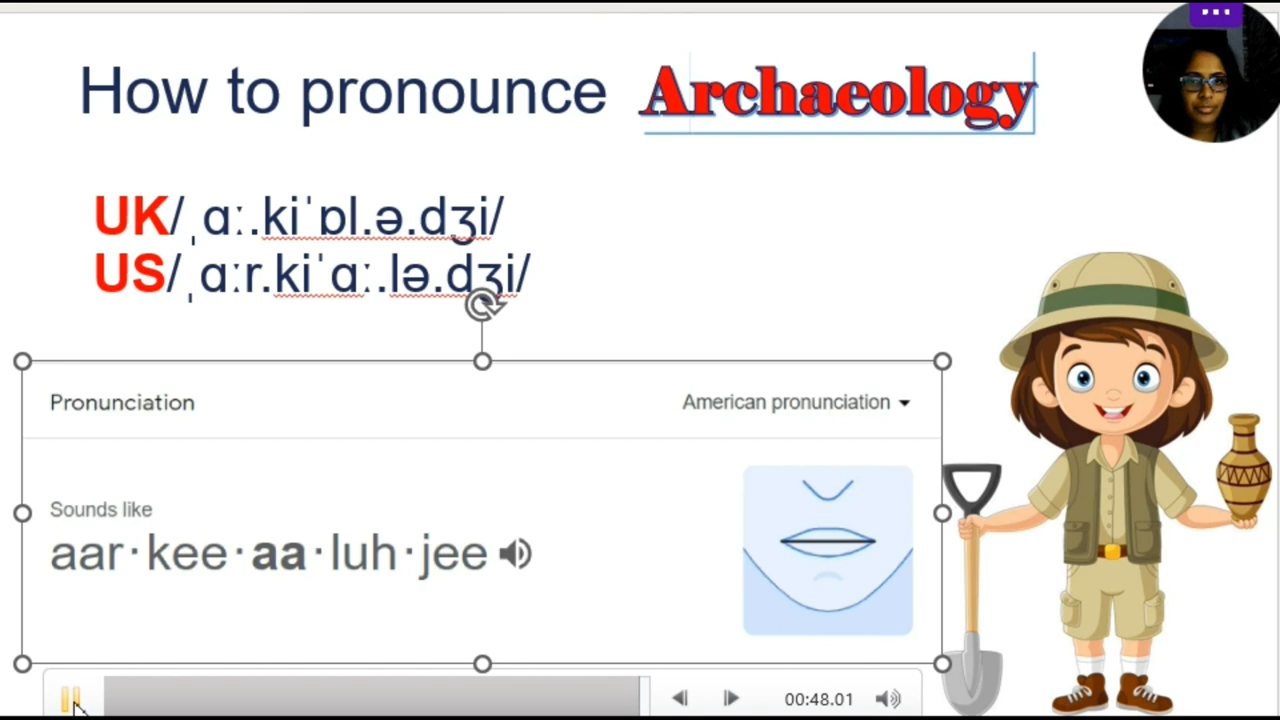 How to pronounce Archaeology
UK/ˌɑː.kiˈɒl.ə.dʒi/
US/ˌɑːr.kiˈɑː.lə.dʒi/
Pronunciation
American pronunciation
Sounds like
aar·kee·aa·luh·jee
00:48.01